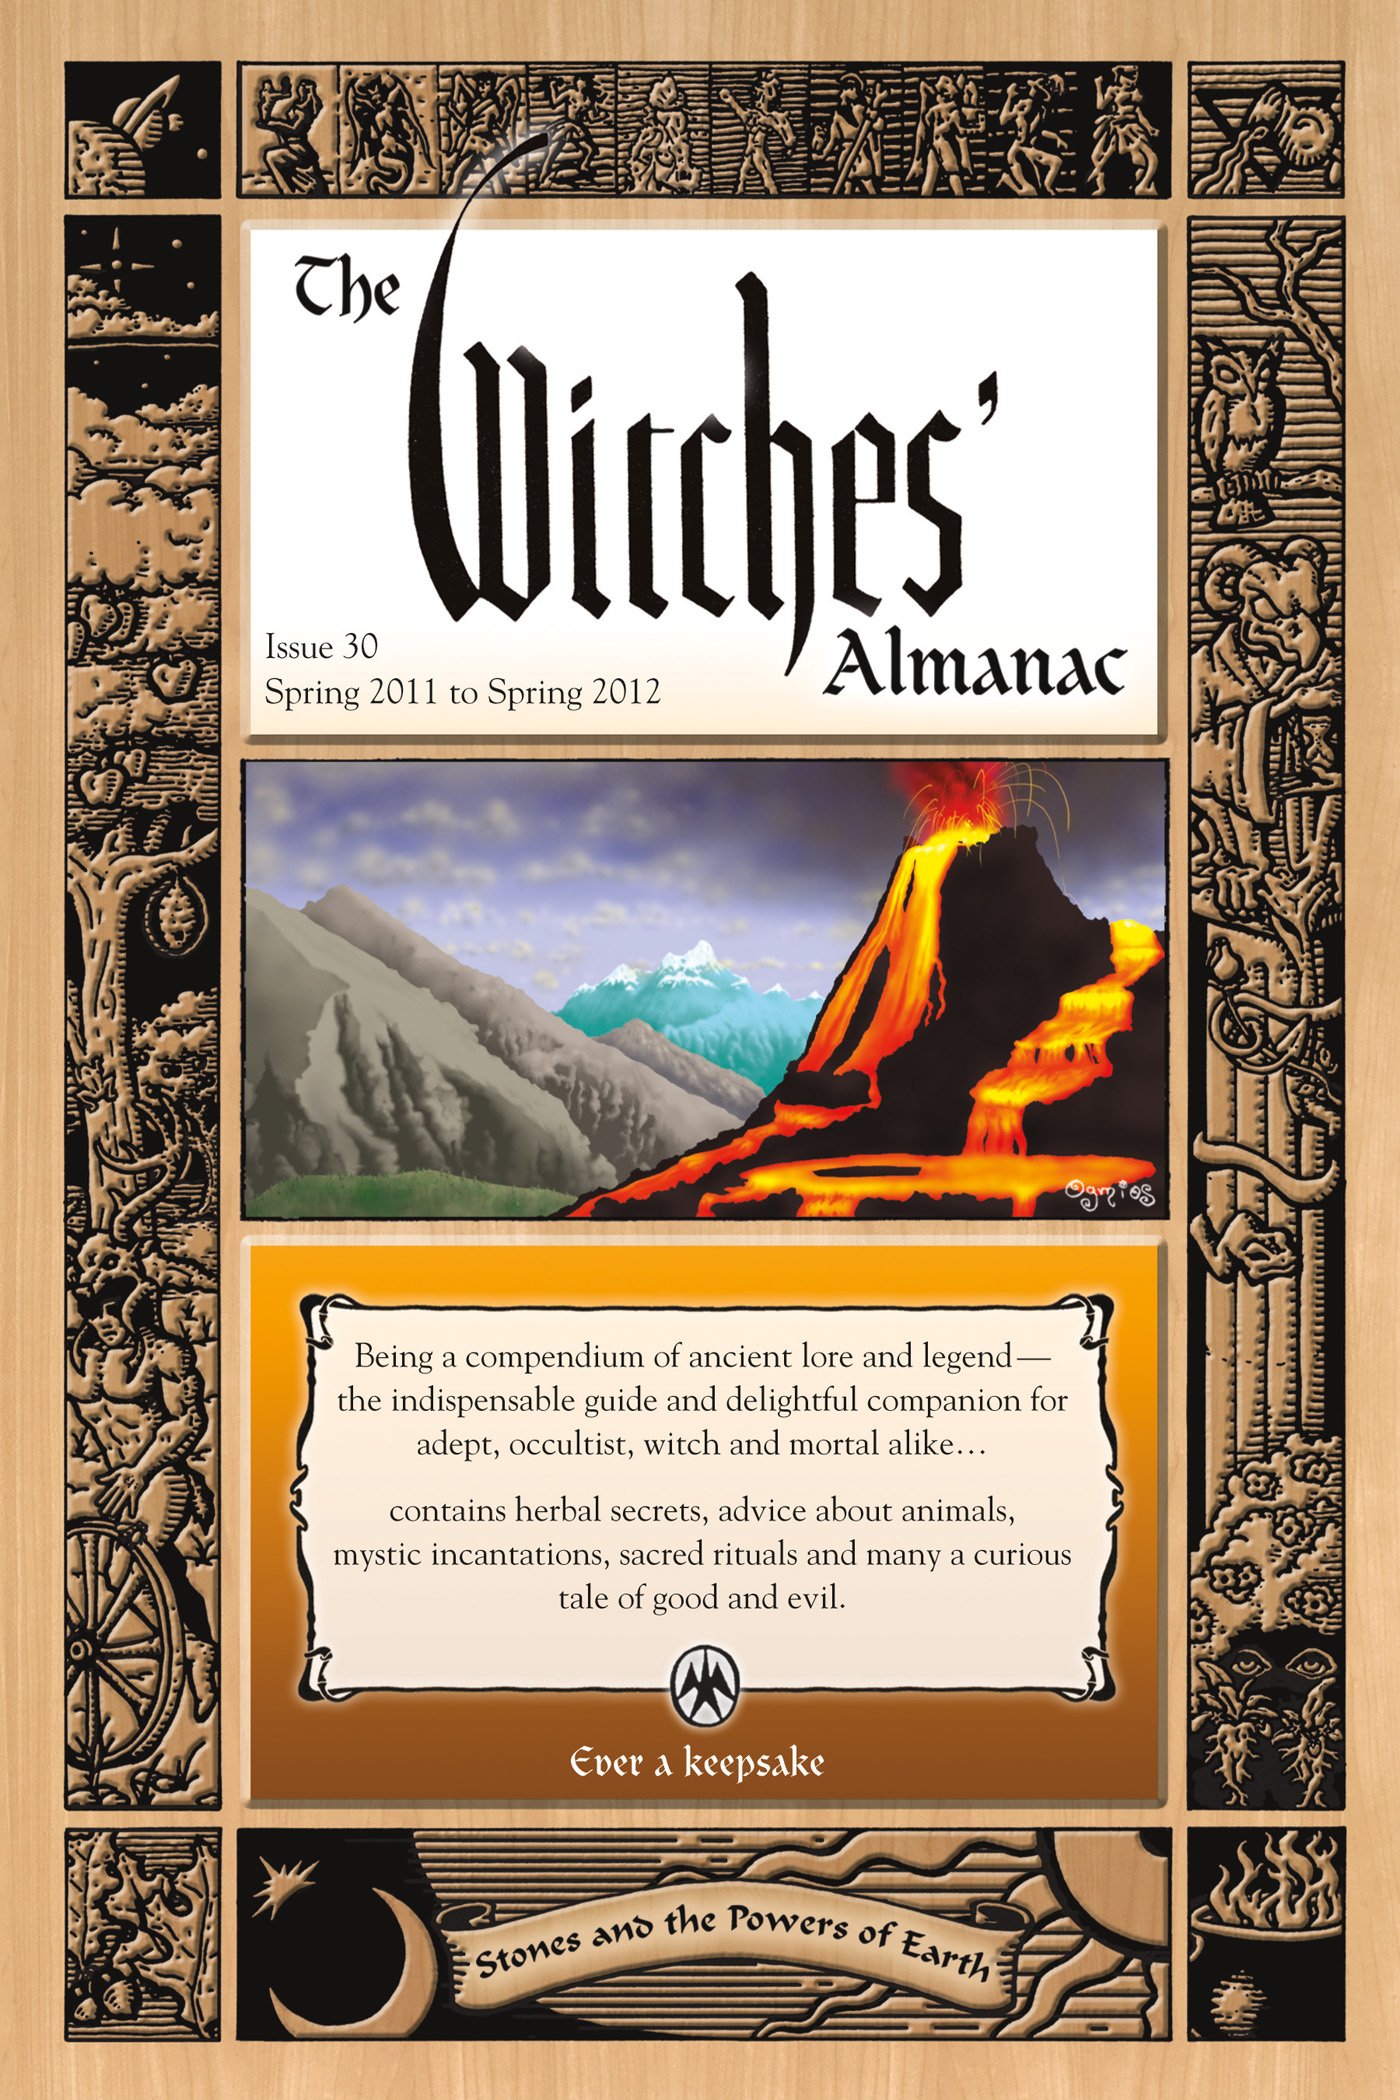 The
Witches'
Almanac
Issue 30
Spring 2011 to Spring 2012
Ogmios
Being a compendium of ancient lore and legend—
the indispensable guide and delightful companion for
adept, occultist, witch and mortal alike…
contains herbal secrets, advice about animals,
mystic incantations, sacred rituals and many a curious
tale of good and evil.
Ever a keepsake
Stones and the Powers of Earth